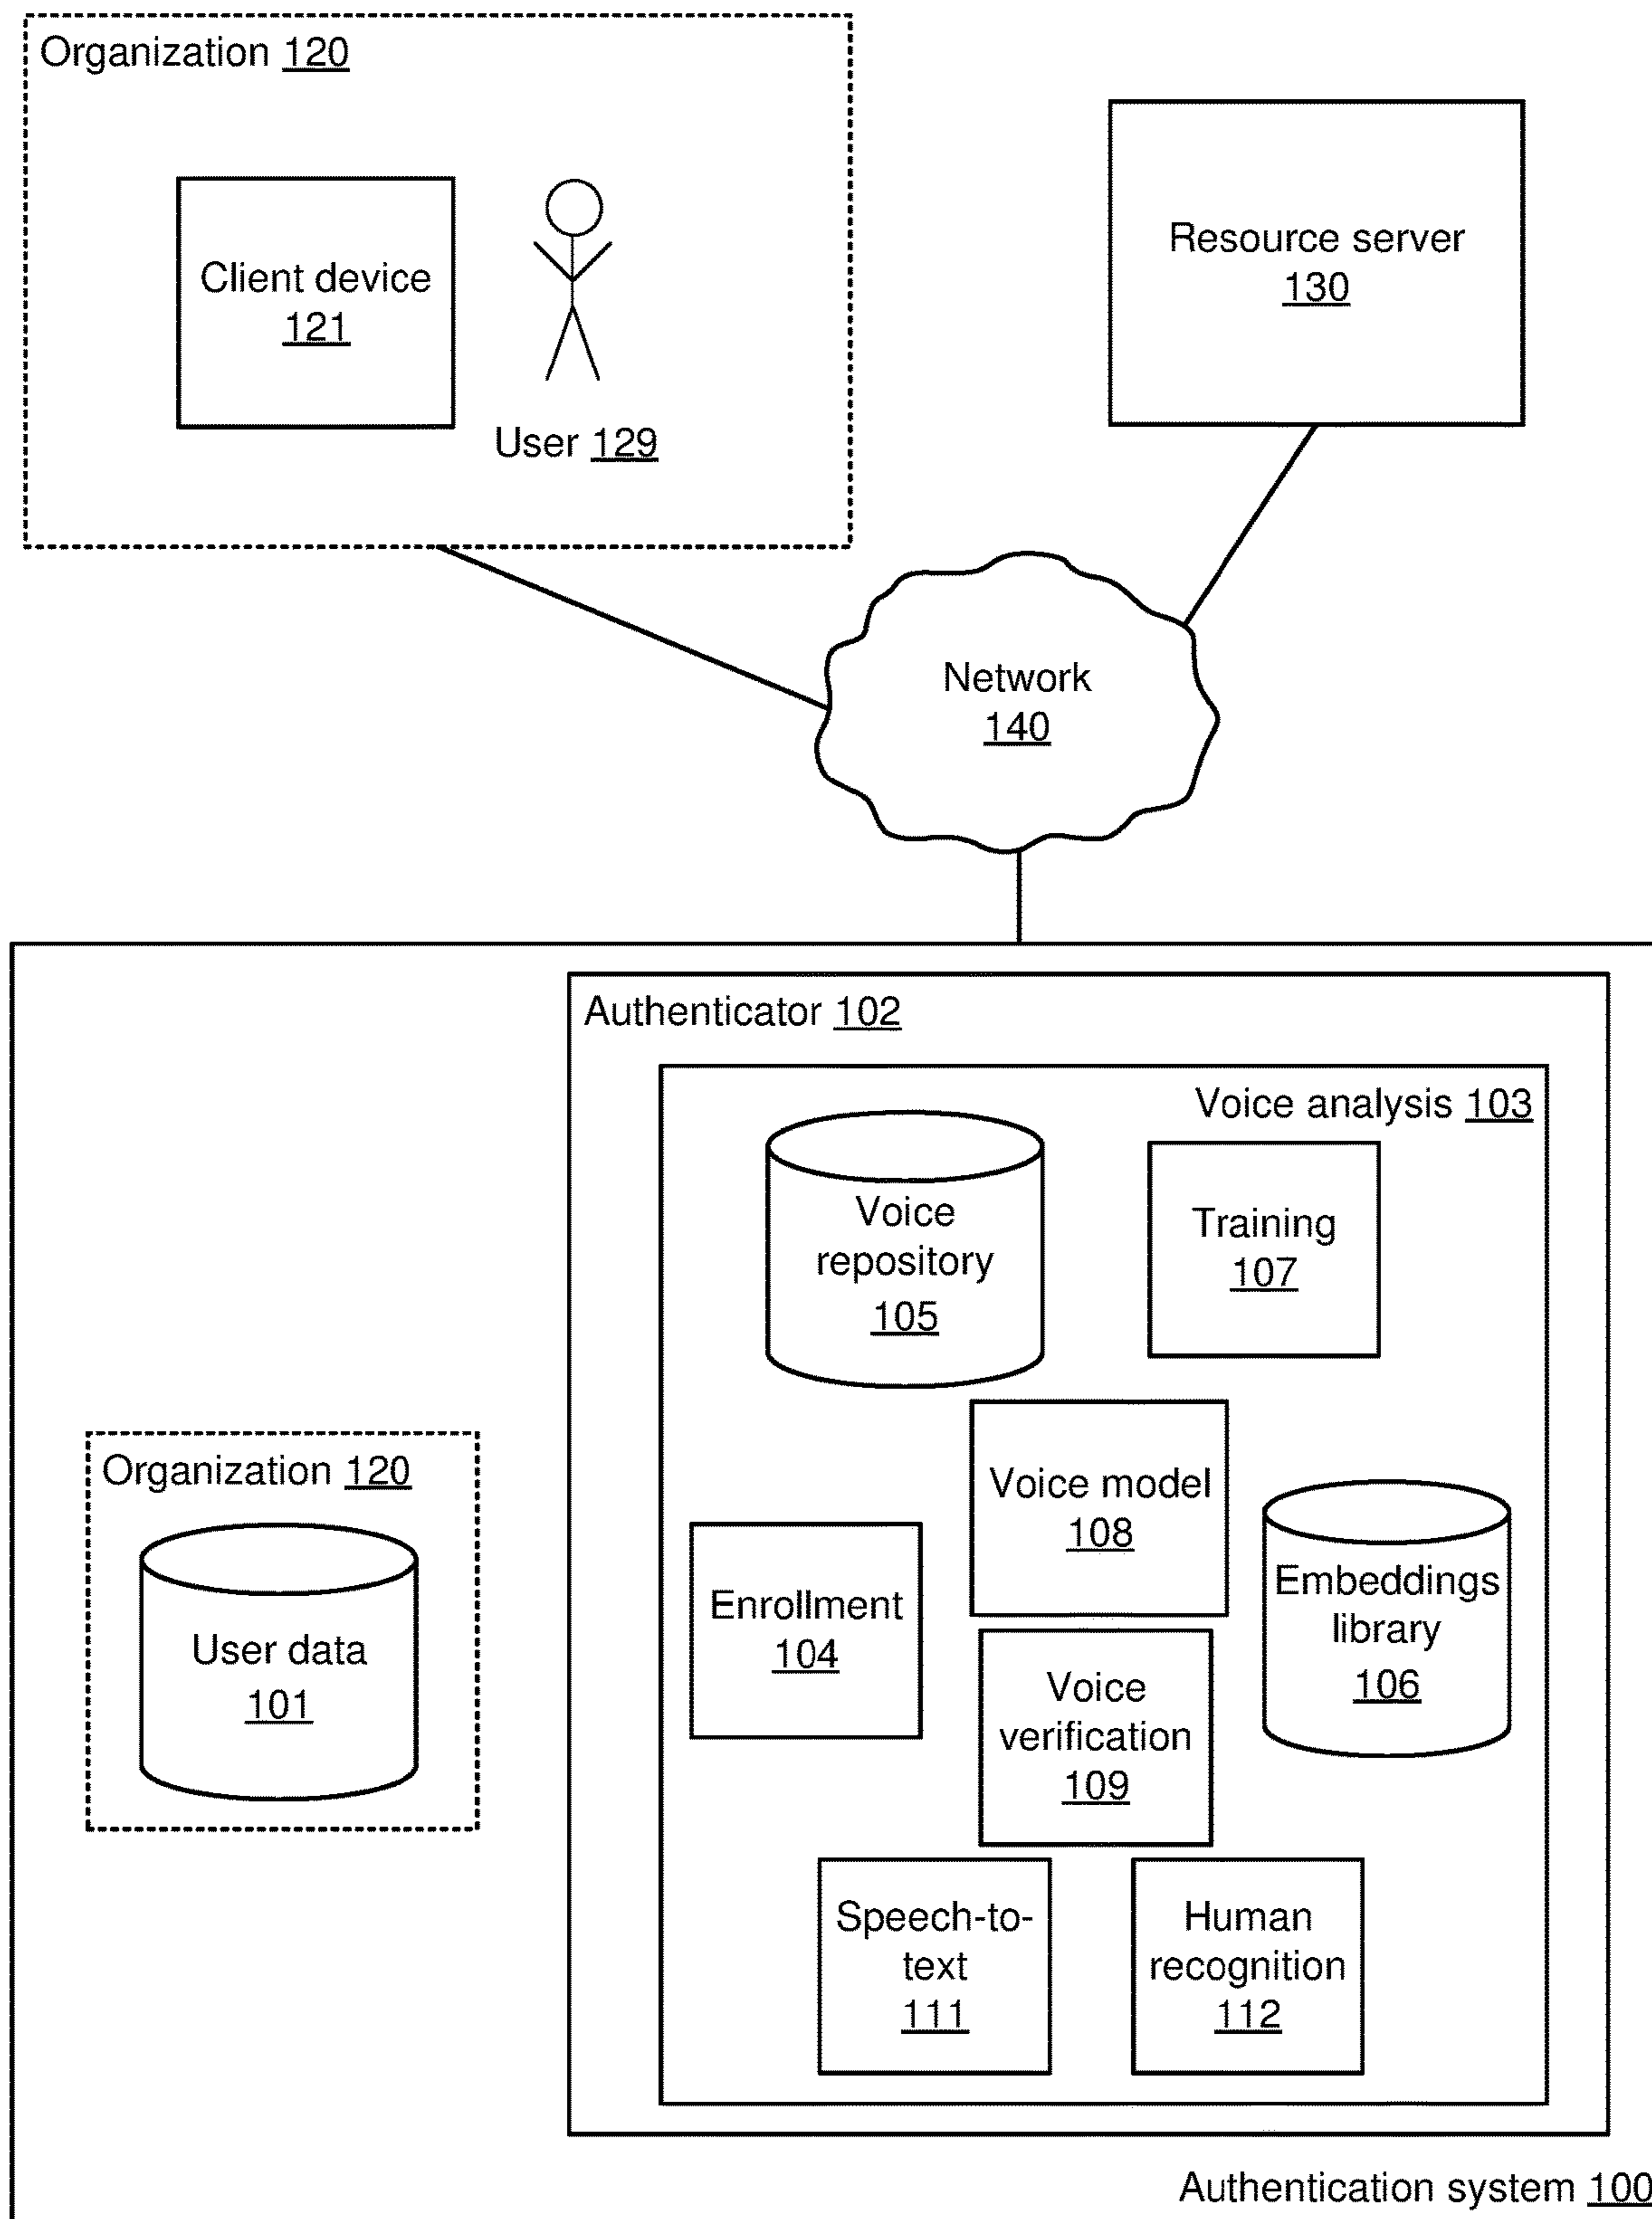 Organization 120
Client device
121
User 129
Resource server
130
Network
140
Authenticator 102
Voice analysis 103
Voice
repository
105
Training
107
Voice model
108
Organization 120
User data
101
Enrollment
104
Embeddings
library
106
Voice
verification
109
Speech-to-
text
111
Human
recognition
112
Authentication system 100